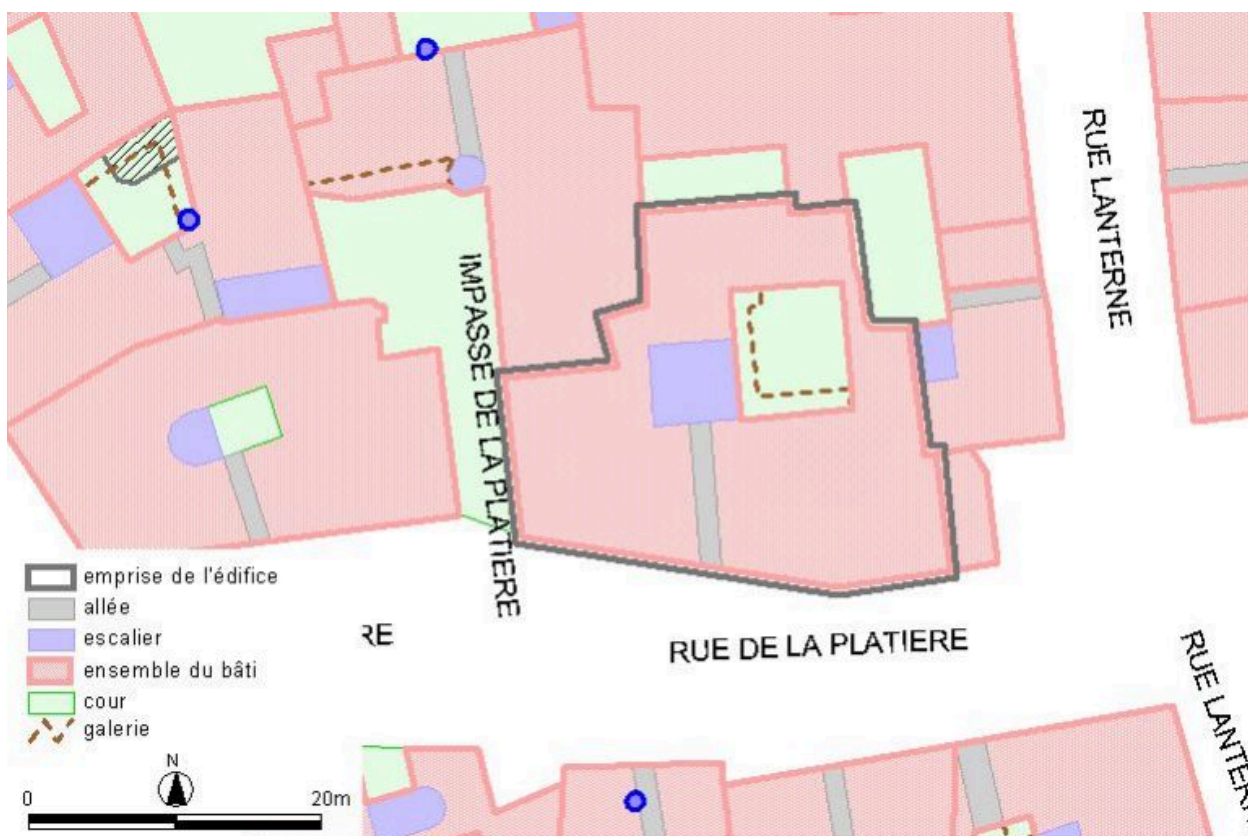 RUE LANTERNE
IMPASSE DE LA PLATIERE
emprise de l'édifice
allée
escalier
ensemble du bâti
cour
galerie
RE
RUE DE LA PLATIERE
RUE LANTERN
N
0 20m